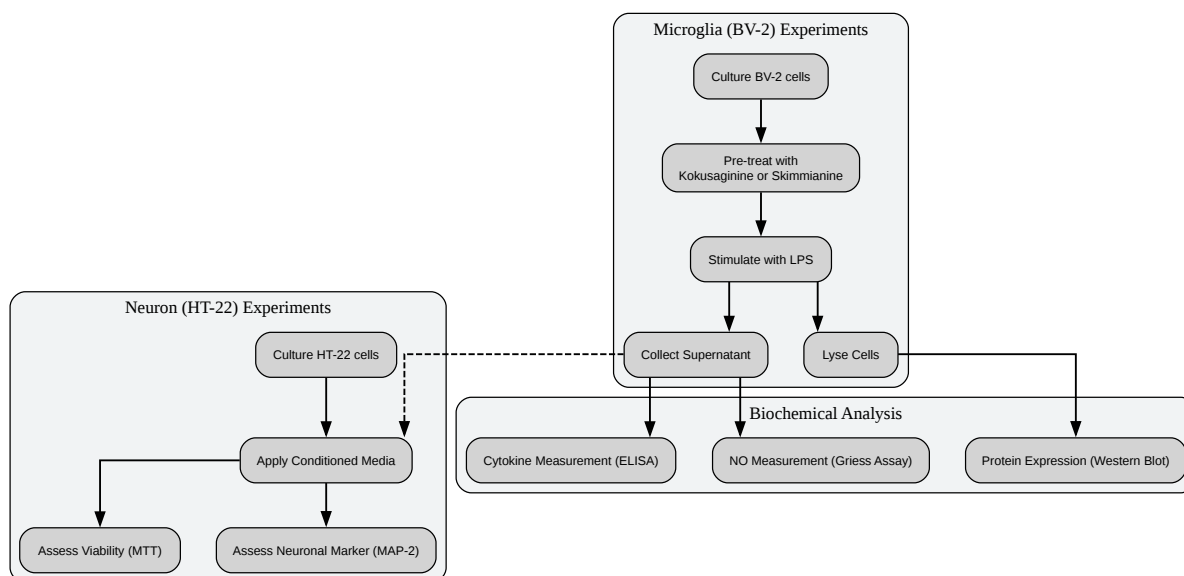 Microglia (BV-2) Experiments
Culture BV-2 cells
Pre-treat with
Kokusaginine or Skimmianine
Stimulate with LPS
Neuron (HT-22) Experiments
Culture HT-22 cells
Collect Supernatant
Lyse Cells
Biochemical Analysis
Apply Conditioned Media
Cytokine Measurement (ELISA)
NO Measurement (Griess Assay)
Protein Expression (Western Blot)
Assess Viability (MTT)
Assess Neuronal Marker (MAP-2)